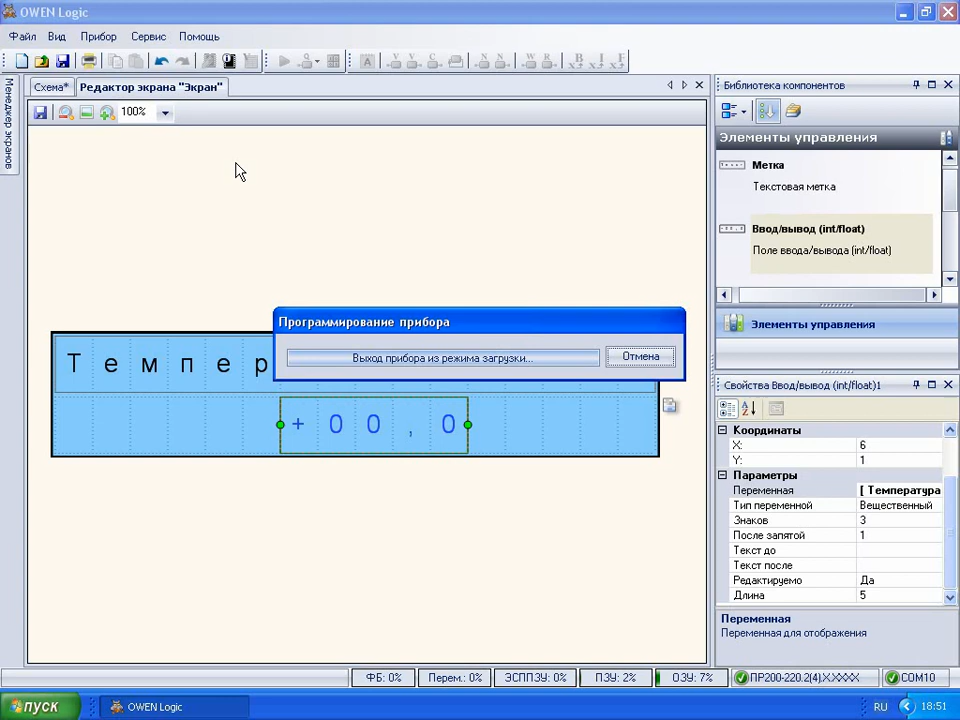 OWEN Logic
Файл Вид Прибор Сервис Помощь
Схема* Редактор экрана "Экран"
Менеджер экранов
100%
Темпер
+00,0
Программирование прибора
Выход прибора из режима загрузки...
Отмена
Библиотека компонентов
Элементы управления
Метка
Текстовая метка
Ввод/вывод (int/float)
Поле ввода/вывода (int/float)
Элементы управления
Свойства Ввод/вывод (int/float)1
Координаты
X: 6
Y: 1
Параметры
Переменная [ Температура
Тип переменной Вещественный
Знаков 3
После запятой 1
Текст до
Текст после
Редактируемо Да
Длина 5
Переменная
Переменная для отображения
ФБ: 0% Перем.: 0% ЭСППЗУ: 0% ПЗУ: 2% ОЗУ: 7% ПР200-220.2(4).X.XXXX COM10
пуск OWEN Logic RU 18:51